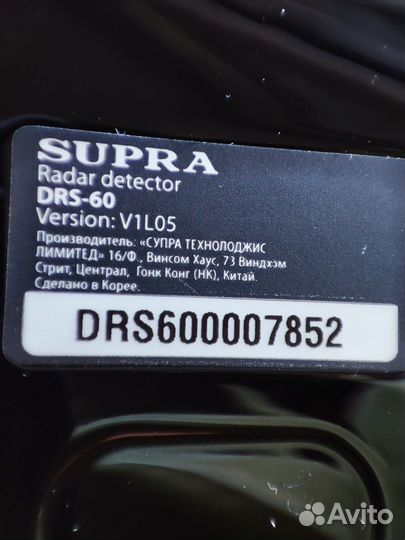 SUPRA
Radar detector
DRS-60
Version: V1L05
Производитель: «СУПРА ТЕХНОЛОДЖИС
ЛИМИТЕД» 16/Ф., Винсом Хаус, 73 Виндхэм
Стрит, Централ, Гонк Конг (НК), Китай.
Сделано в Корее.
DRS600007852
Avito